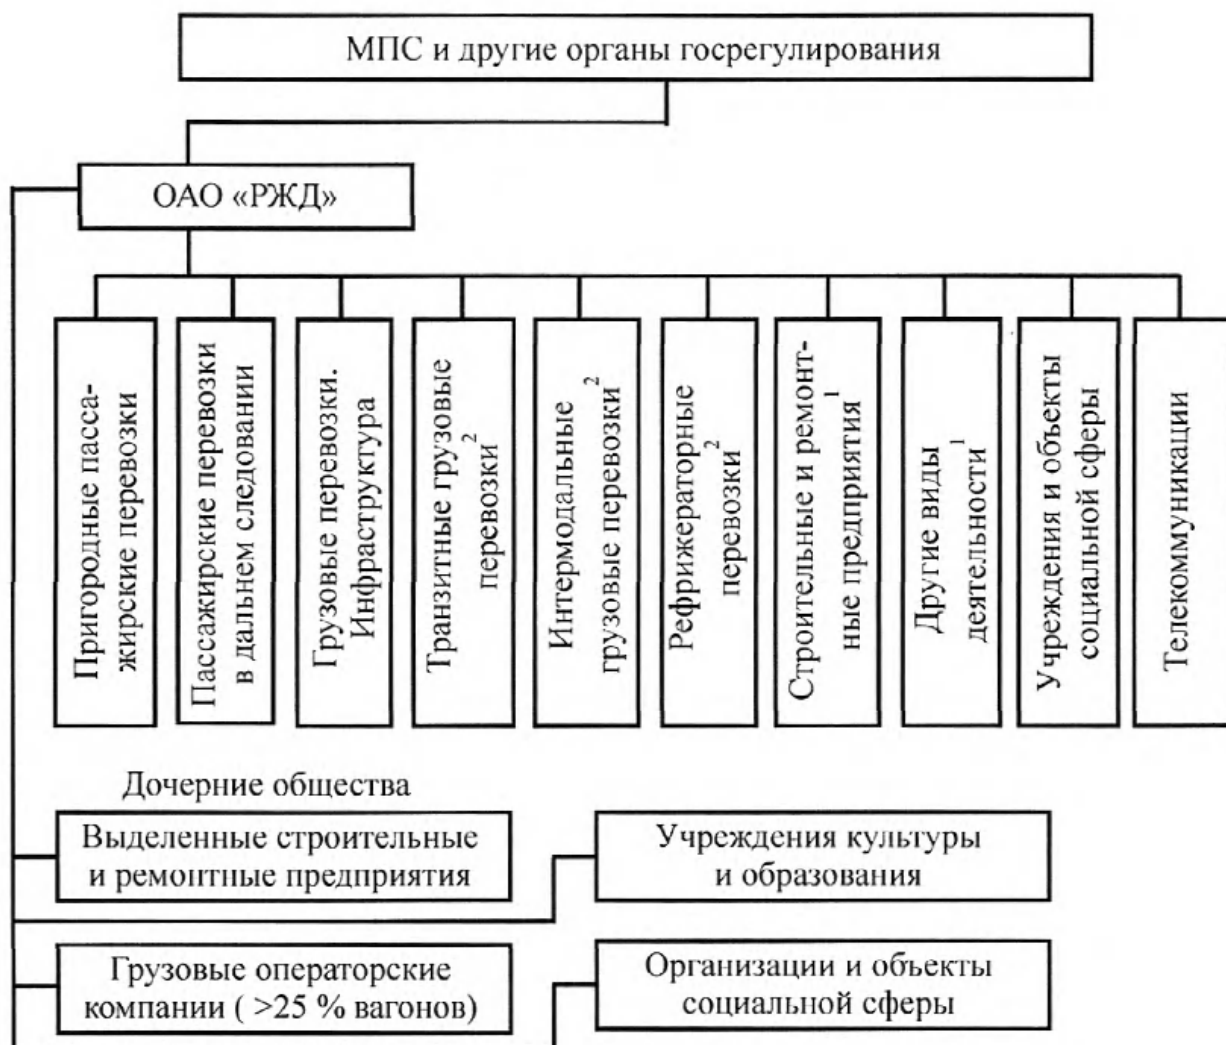 МПС и другие органы госрегулирования
ОАО «РЖД»
Пригородные пасса-
жирские перевозки
Пассажирские перевозки
в дальнем следовании
Грузовые перевозки.
Инфраструктура
Транзитные грузовые
перевозки2
Интермодальные
грузовые перевозки2
Рефрижераторные
перевозки2
Строительные и ремонт-
ные предприятия1
Другие виды
деятельности1
Учреждения и объекты
социальной сферы
Телекоммуникации
Дочерние общества
Выделенные строительные
и ремонтные предприятия
Учреждения культуры
и образования
Грузовые операторские
компании ( >25 % вагонов)
Организации и объекты
социальной сферы